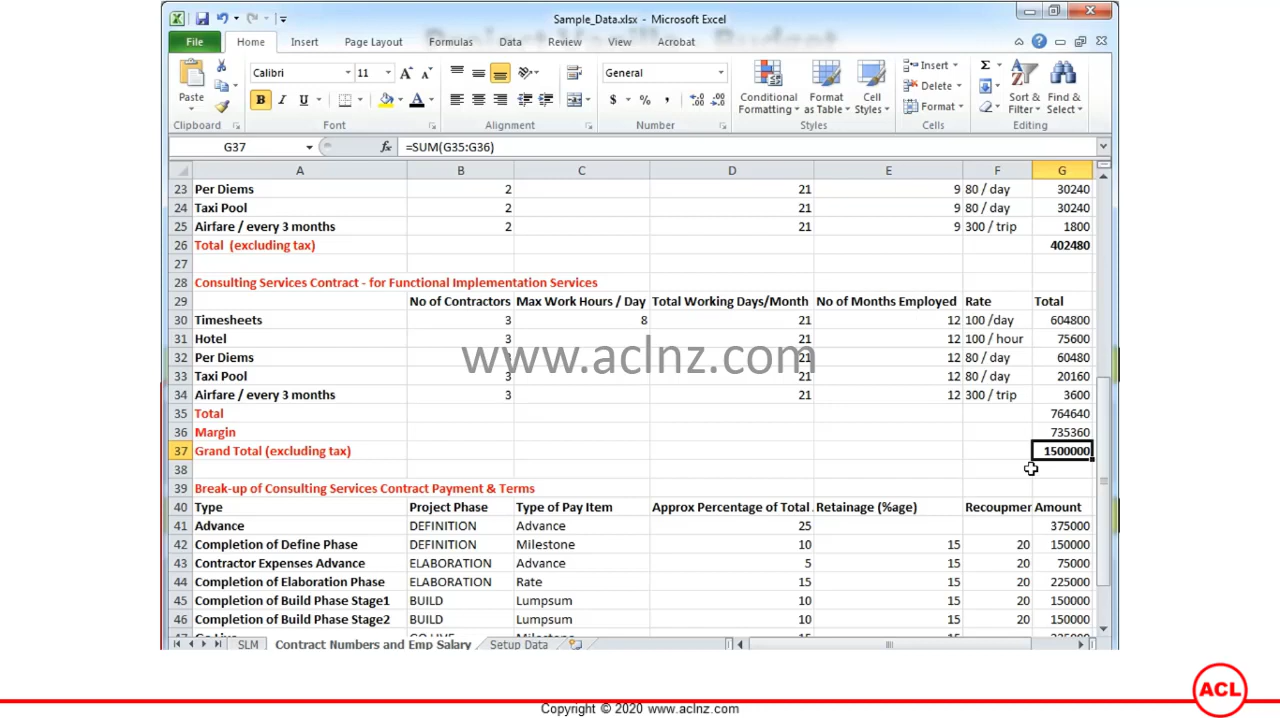 Sample_Data.xlsx - Microsoft Excel
File Home Insert Page Layout Formulas Data Review View Acrobat
Calibri 11 General Insert Σ
Paste B I U $ % , Conditional Formatting Format as Table Cell Styles Delete Format Sort & Filter Find & Select
Clipboard Font Alignment Number Styles Cells Editing
G37 fx =SUM(G35:G36)
A B C D E F G
23 Per Diems 2 21 9 80 / day 30240
24 Taxi Pool 2 21 9 80 / day 30240
25 Airfare / every 3 months 2 21 9 300 / trip 1800
26 Total (excluding tax) 402480
27
28 Consulting Services Contract - for Functional Implementation Services
29 No of Contractors Max Work Hours / Day Total Working Days/Month No of Months Employed Rate Total
30 Timesheets 3 8 21 12 100 /day 604800
31 Hotel 3 21 12 100 / hour 75600
32 Per Diems 21 12 80 / day 60480
www.aclnz.com
33 Taxi Pool 3 21 12 80 / day 20160
34 Airfare / every 3 months 3 21 12 300 / trip 3600
35 Total 764640
36 Margin 735360
37 Grand Total (excluding tax) 1500000
38
39 Break-up of Consulting Services Contract Payment & Terms
40 Type Project Phase Type of Pay Item Approx Percentage of Total Retainage (%age) Recoupmer Amount
41 Advance DEFINITION Advance 25 375000
42 Completion of Define Phase DEFINITION Milestone 10 15 20 150000
43 Contractor Expenses Advance ELABORATION Advance 5 15 20 75000
44 Completion of Elaboration Phase ELABORATION Rate 15 15 20 225000
45 Completion of Build Phase Stage1 BUILD Lumpsum 10 15 20 150000
46 Completion of Build Phase Stage2 BUILD Lumpsum 10 15 20 150000
SLM Contract Numbers and Emp Salary Setup Data
ACL
Copyright © 2020 www.aclnz.com